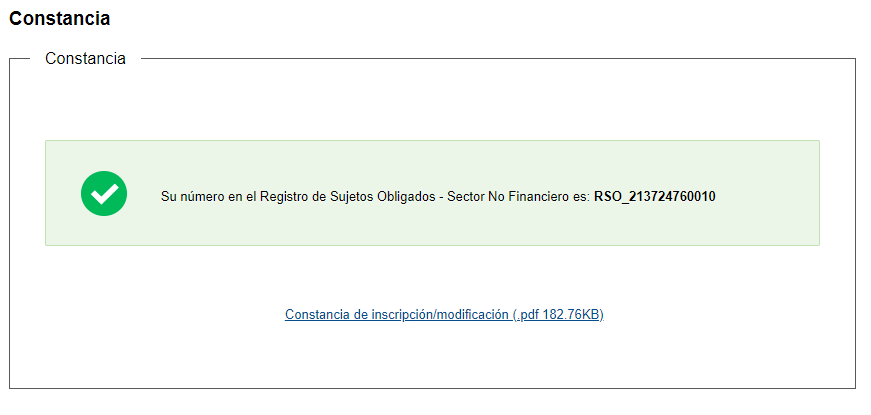 Constancia
Constancia
Su número en el Registro de Sujetos Obligados - Sector No Financiero es: RSO_213724760010
Constancia de inscripción/modificación (.pdf 182.76KB)